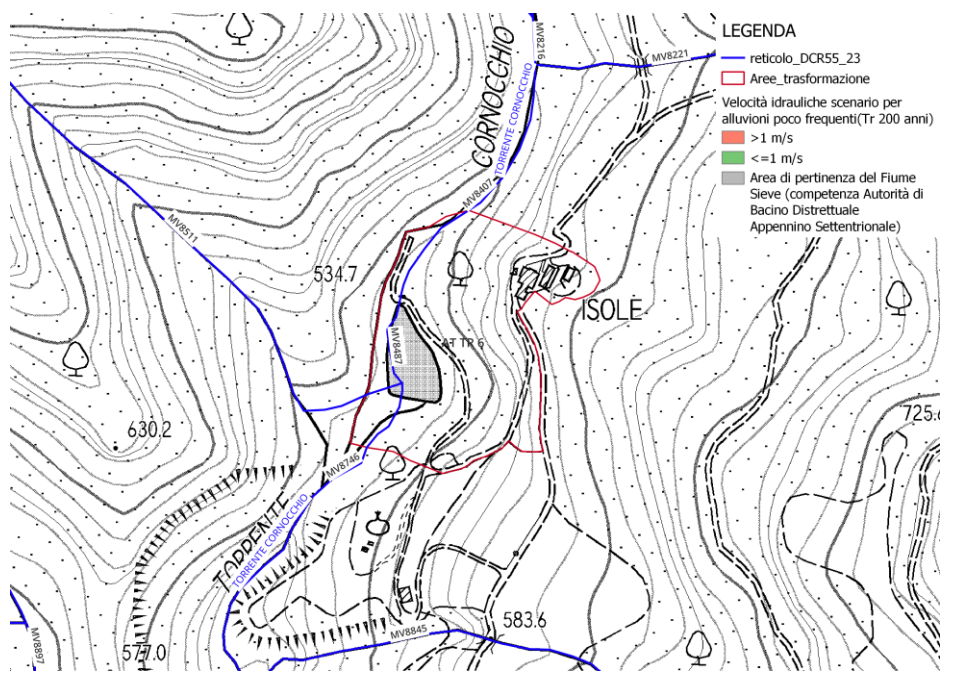 LEGENDA
reticolo_DCR55_23
Aree_trasformazione
Velocità idrauliche scenario per
alluvioni poco frequenti(Tr 200 anni)
>1 m/s
<=1 m/s
Area di pertinenza del Fiume
Sieve (competenza Autorità di
Bacino Distrettuale
Appennino Settentrionale)
MV8216
MV8221
CORNOCCHIO
TORRENTE CORNOCCHIO
MV8407
MV8511
534.7
ISOLE
MV8487
AT TR 6
630.2
725.6
MV8746
TORRENTE
TORRENTE CORNOCCHIO
583.6
MV8845
577.0
MV8897